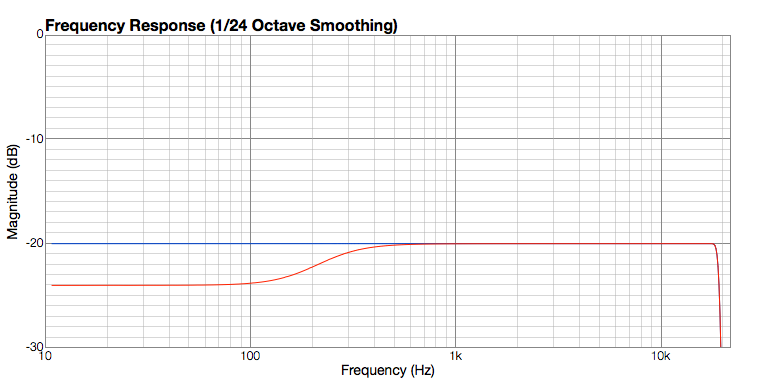 Frequency Response (1/24 Octave Smoothing)
0
-10
-20
-30
Magnitude (dB)
10 100 1k 10k
Frequency (Hz)